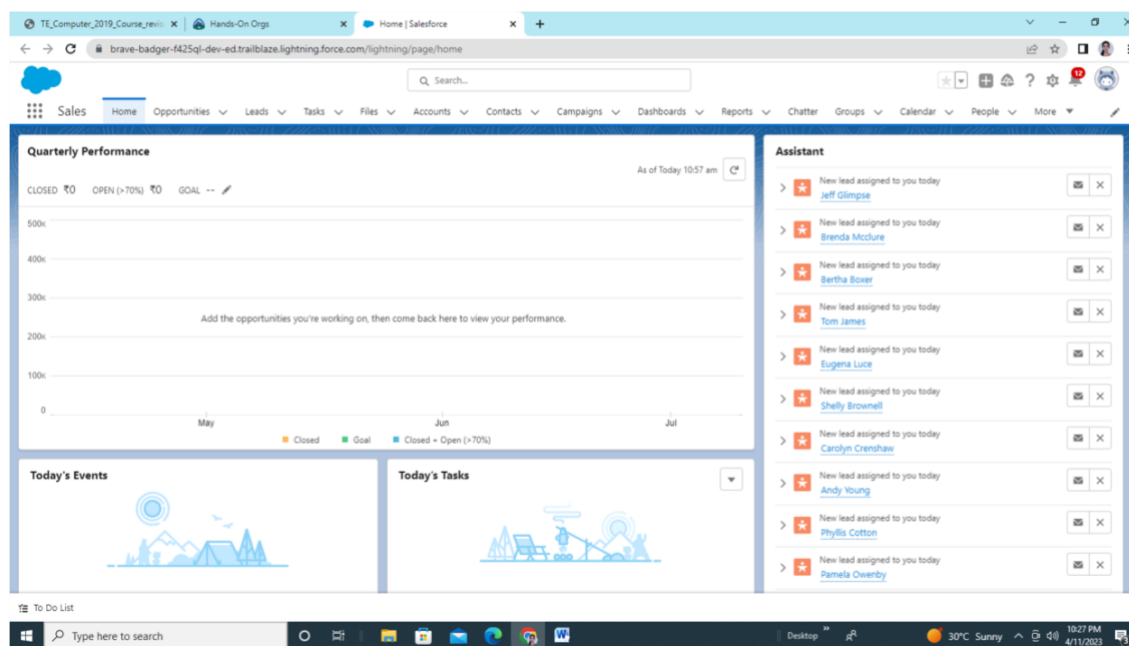 TE_Computer_2019_Course_revis
Hands-On Orgs
Home | Salesforce
brave-badger-f425ql-dev-ed.trailblaze.lightning.force.com/lightning/page/home
Search...
12
Sales Home Opportunities Leads Tasks Files Accounts Contacts Campaigns Dashboards Reports Chatter Groups Calendar People More
Quarterly Performance
As of Today 10:57 am
CLOSED ₹0 OPEN (>70%) ₹0 GOAL --
500K
400K
300K
Add the opportunities you're working on, then come back here to view your performance.
200K
100K
0
May Jun Jul
Closed Goal Closed + Open (>70%)
Today's Events
Today's Tasks
Assistant
New lead assigned to you today
Jeff Glimpse
New lead assigned to you today
Brenda Mcclure
New lead assigned to you today
Bertha Boxer
New lead assigned to you today
Tom James
New lead assigned to you today
Eugena Luce
New lead assigned to you today
Shelly Brownell
New lead assigned to you today
Carolyn Crenshaw
New lead assigned to you today
Andy Young
New lead assigned to you today
Phyllis Cotton
New lead assigned to you today
Pamela Owenby
To Do List
Type here to search
Desktop
30°C Sunny
10:27 PM
4/11/2023
3